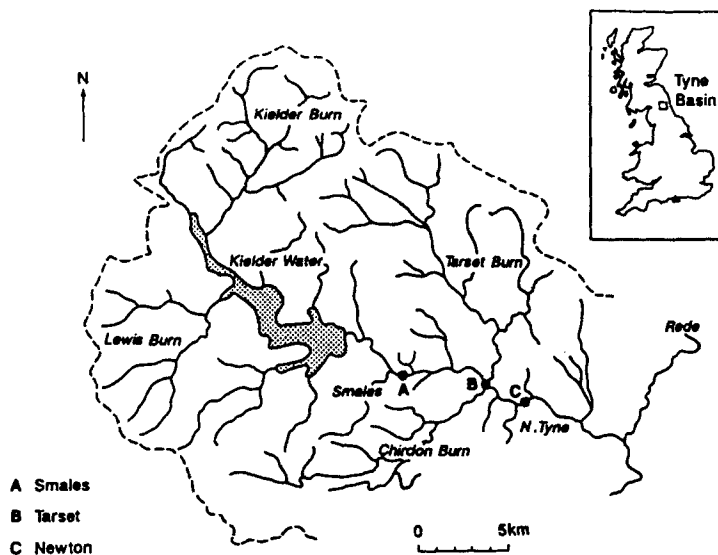 N
Tyne
Basin
Kielder Burn
Kielder Water
Tarset Burn
Lewis Burn
Rede
Smales
A
B
C
N. Tyne
Chirdon Burn
A Smales
B Tarset
C Newton
0 5km